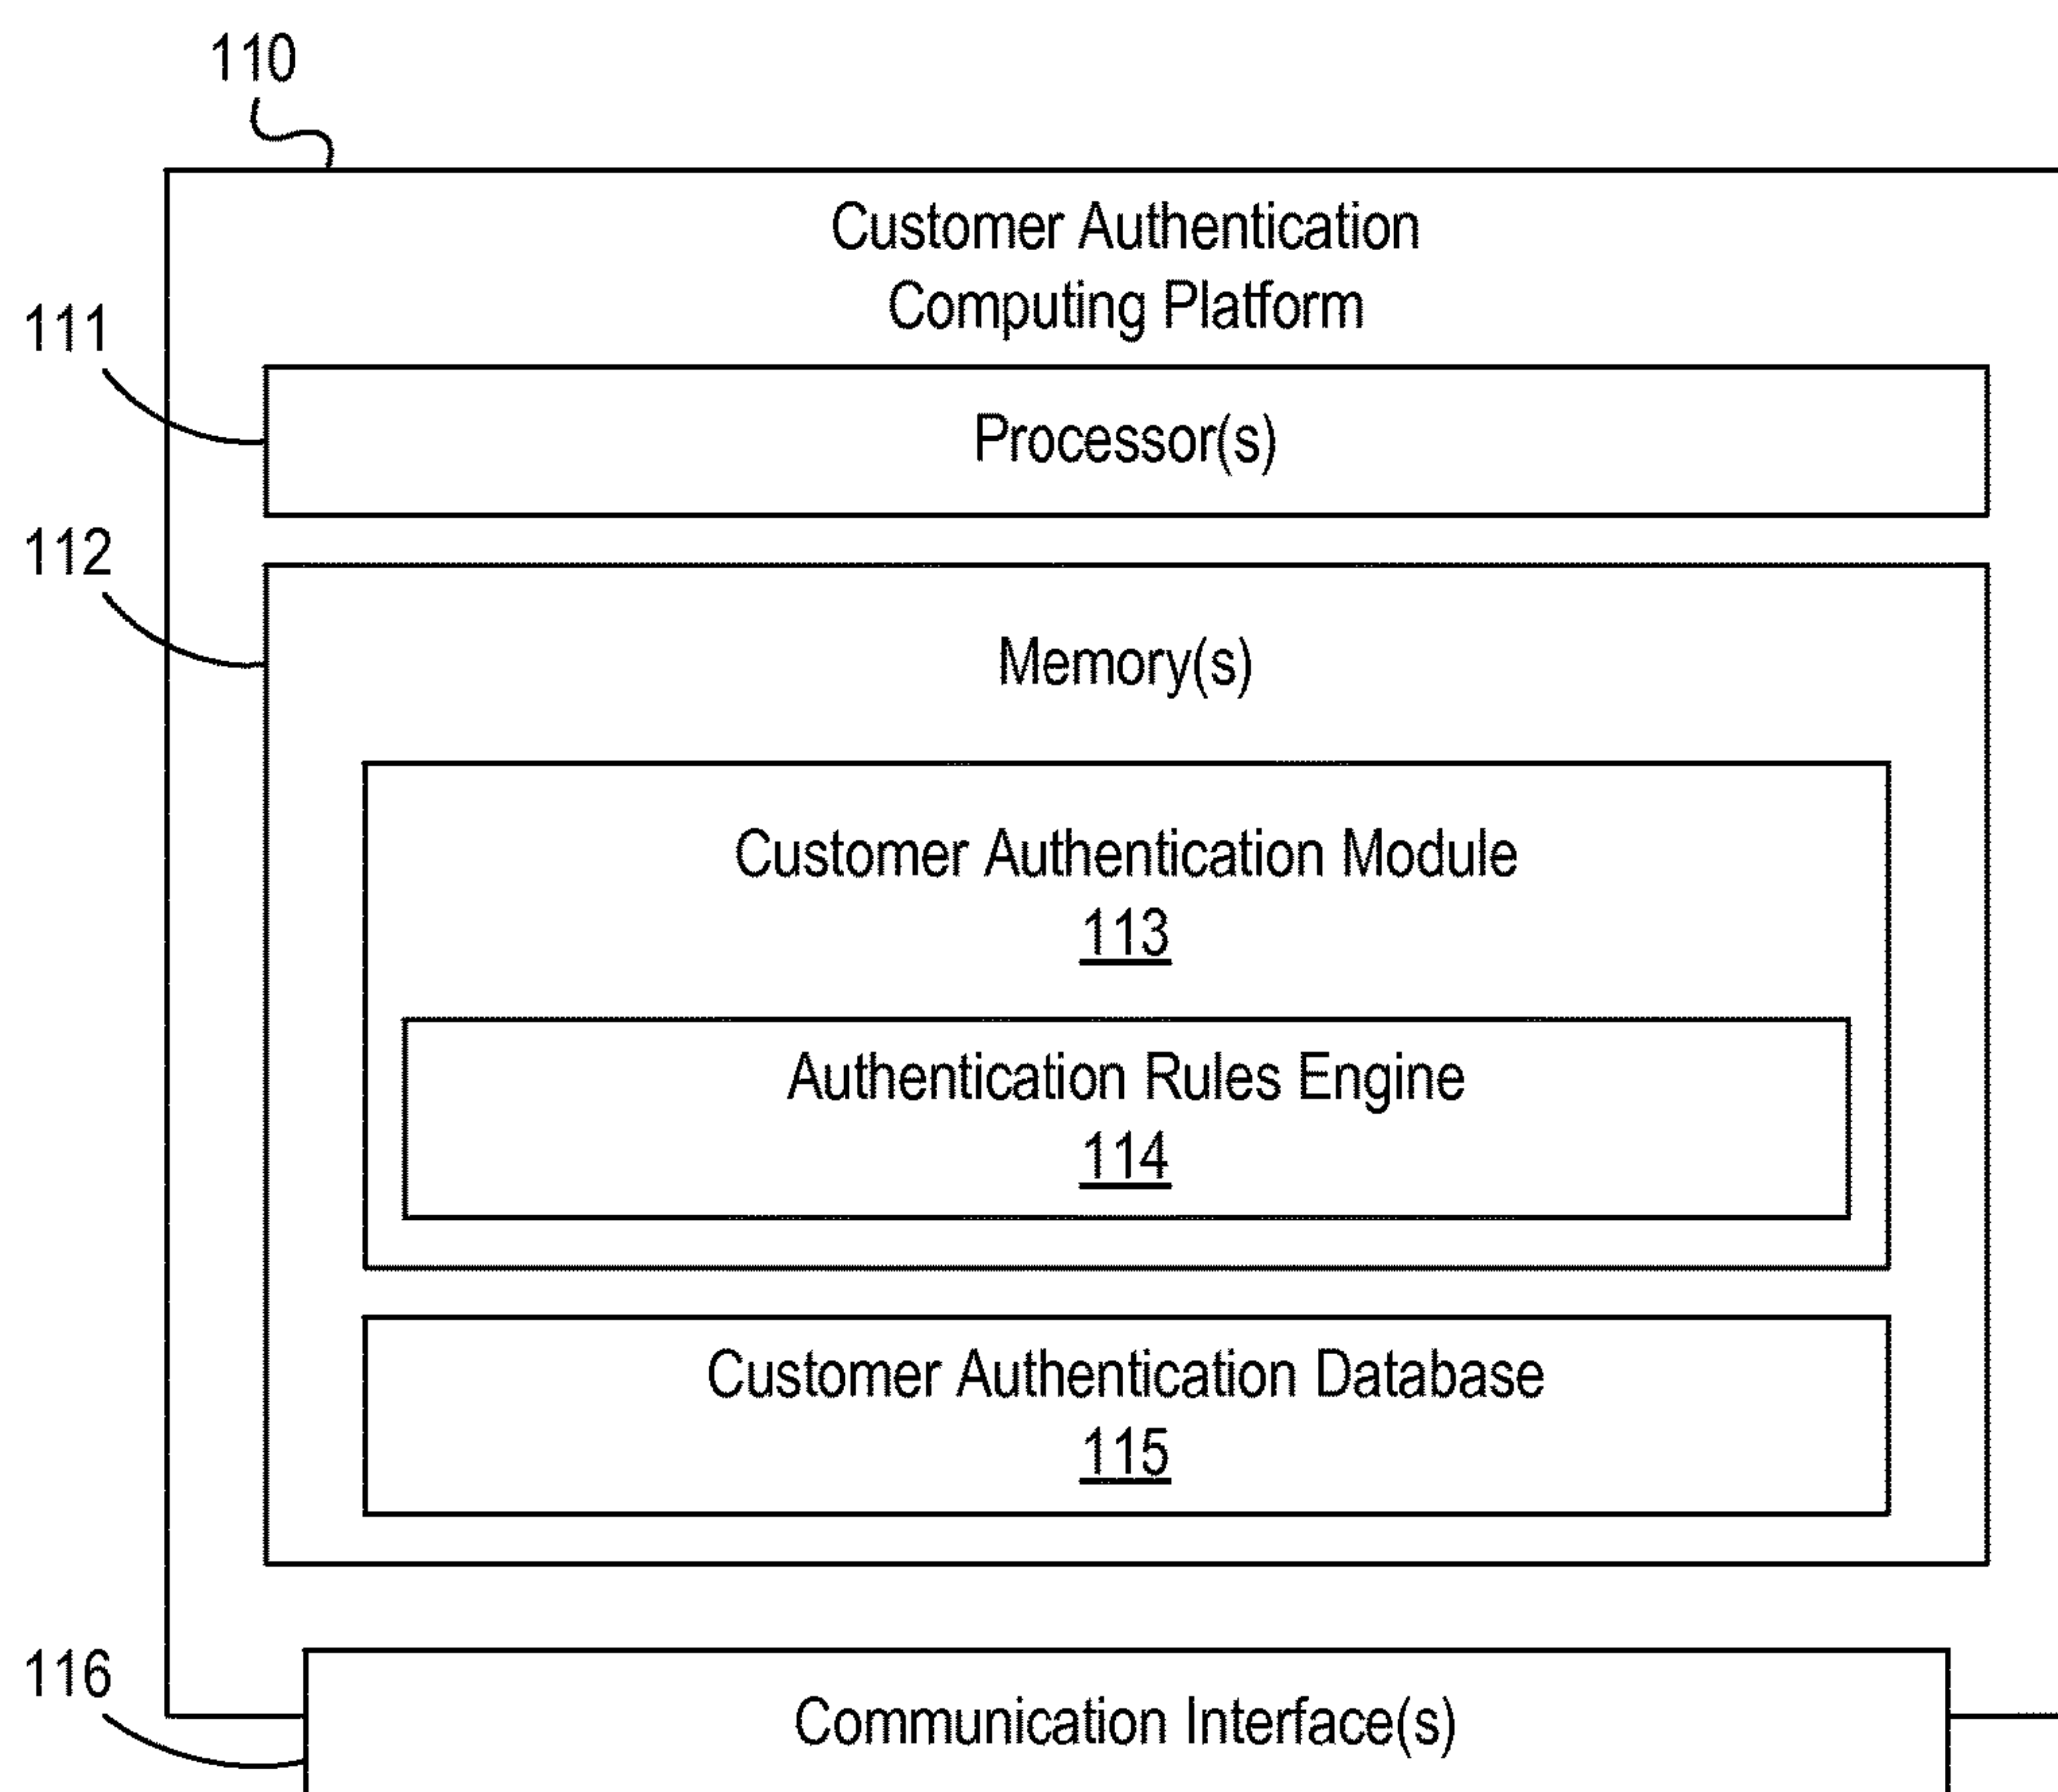 110
Customer Authentication
Computing Platform
111
Processor(s)
112
Memory(s)
Customer Authentication Module
113
Authentication Rules Engine
114
Customer Authentication Database
115
116
Communication Interface(s)